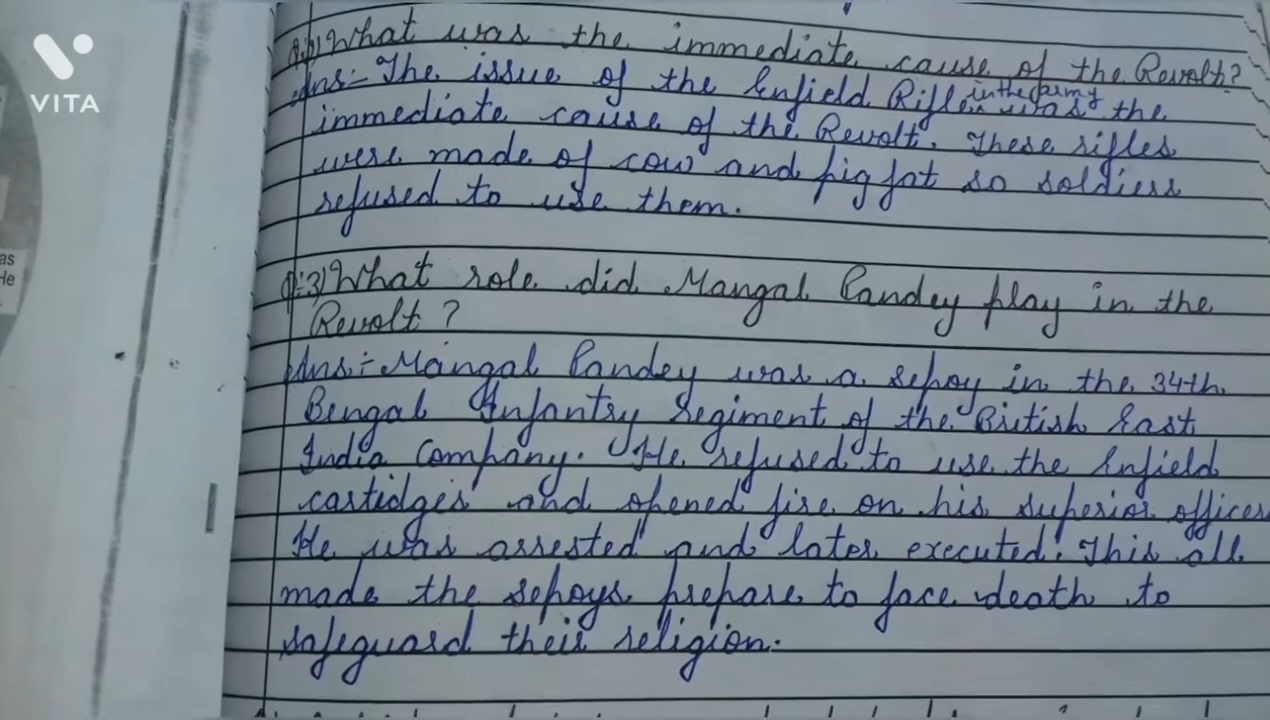 VITA
as
He
What was the immediate cause of the Revolt?
Ans:- The issue of the Enfield Rifles in the army was the
immediate cause of the Revolt. These rifles
were made of cow and pig fat so soldiers
refused to use them.
Q:3) What role did Mangal Pandey play in the
Revolt ?
Ans:- Mangal Pandey was a sepoy in the 34th
Bengal Infantry Regiment of the British East
India Company. He refused to use the Enfield
castidges and opened fire on his superior officer
He was arrested and later executed. This all
made the sepoys prepare to face death to
safeguard their religion.